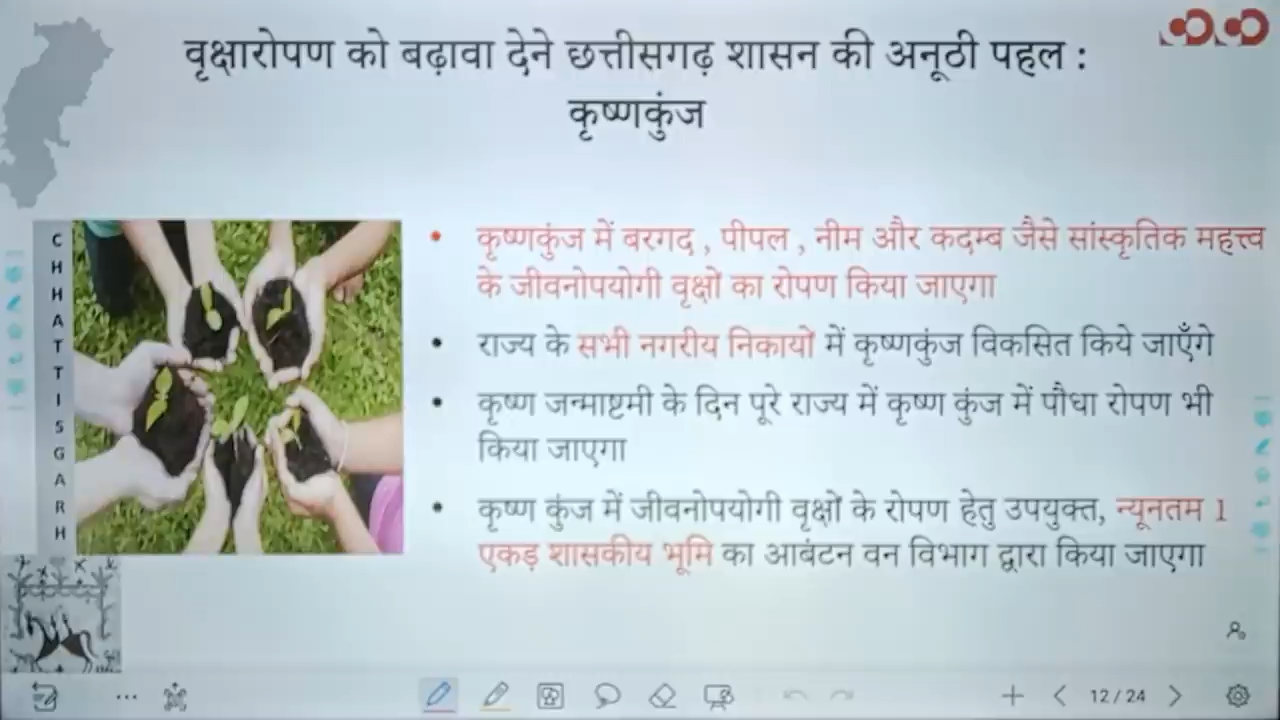 वृक्षारोपण को बढ़ावा देने छत्तीसगढ़ शासन की अनूठी पहल :
कृष्णकुंज
CHHATTISGARH
• कृष्णकुंज में बरगद , पीपल , नीम और कदम्ब जैसे सांस्कृतिक महत्त्व
के जीवनोपयोगी वृक्षों का रोपण किया जाएगा
• राज्य के सभी नगरीय निकायों में कृष्णकुंज विकसित किये जाएँगे
• कृष्ण जन्माष्टमी के दिन पूरे राज्य में कृष्ण कुंज में पौधा रोपण भी
किया जाएगा
• कृष्ण कुंज में जीवनोपयोगी वृक्षों के रोपण हेतु उपयुक्त, न्यूनतम 1
एकड़ शासकीय भूमि का आबंटन वन विभाग द्वारा किया जाएगा
12/24